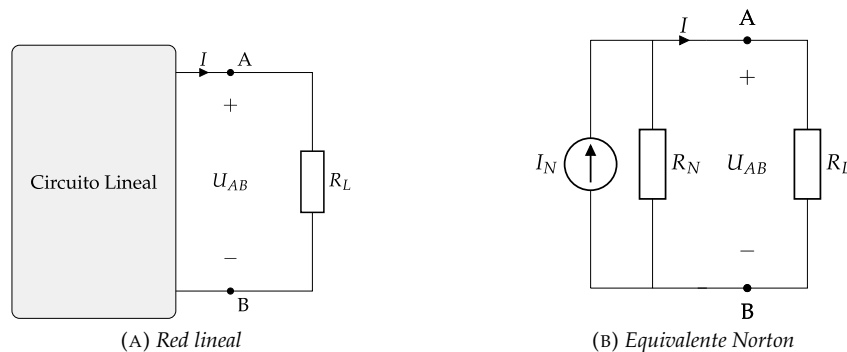 I
A
+
Circuito Lineal
U_AB
R_L
−
B
(A) Red lineal
I
A
+
I_N
R_N
U_AB
R_L
−
B
(B) Equivalente Norton